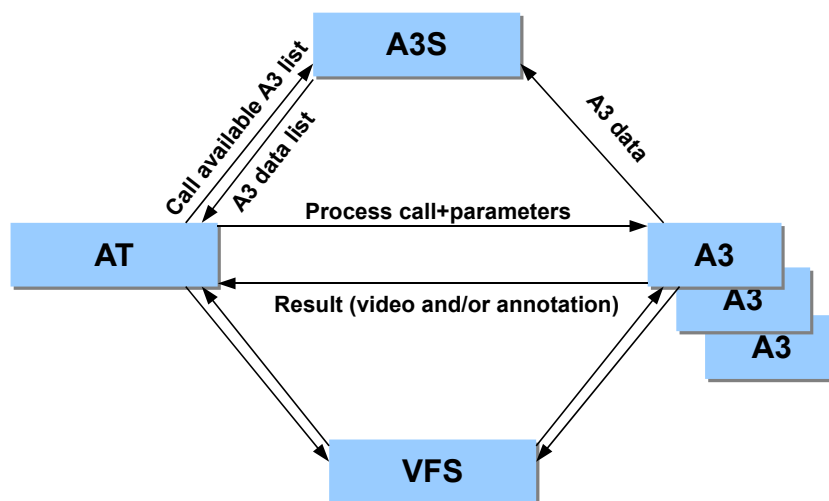 A3S
Call available A3 list
A3 data list
A3 data
Process call+parameters
AT
A3
Result (video and/or annotation)
A3
A3
VFS